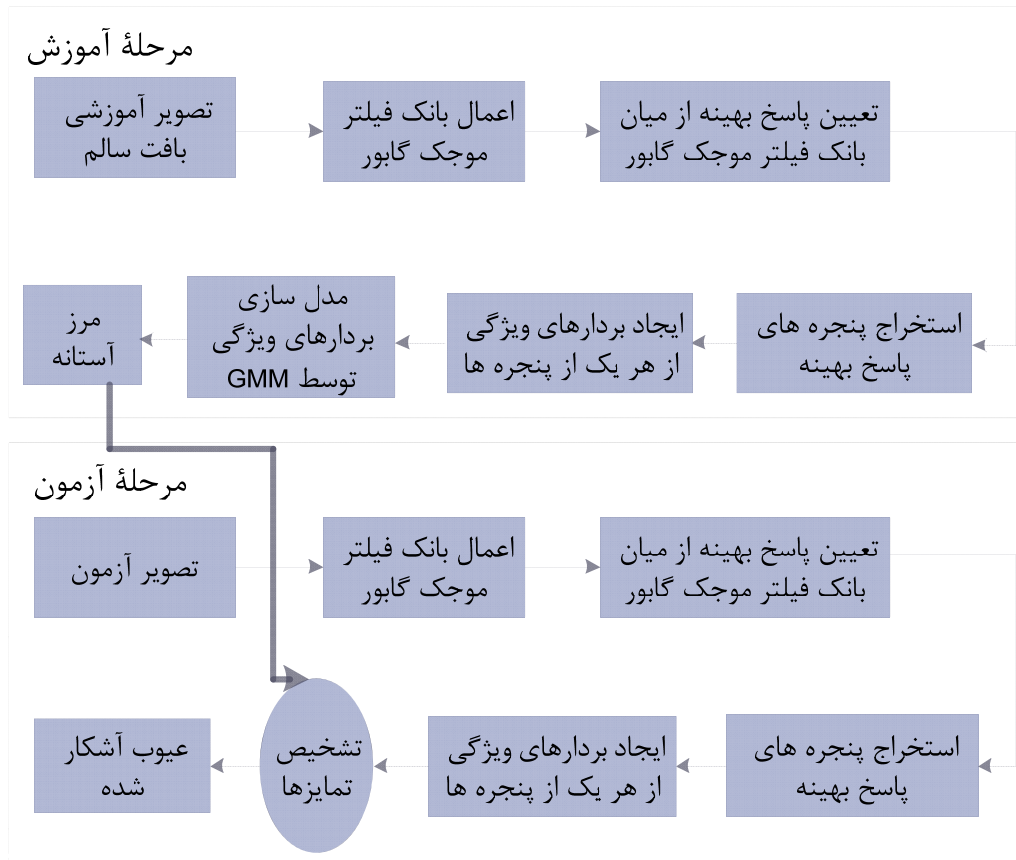 مرحلهٔ آموزش
تصویر آموزشی
بافت سالم
اعمال بانک فیلتر
موجک گابور
تعیین پاسخ بهینه از میان
بانک فیلتر موجک گابور
استخراج پنجره های
پاسخ بهینه
ایجاد بردارهای ویژگی
از هر یک از پنجره ها
مدل سازی
بردارهای ویژگی
توسط GMM
مرز
آستانه
مرحلهٔ آزمون
تصویر آزمون
اعمال بانک فیلتر
موجک گابور
تعیین پاسخ بهینه از میان
بانک فیلتر موجک گابور
استخراج پنجره های
پاسخ بهینه
ایجاد بردارهای ویژگی
از هر یک از پنجره ها
تشخیص
تمایزها
عیوب آشکار
شده